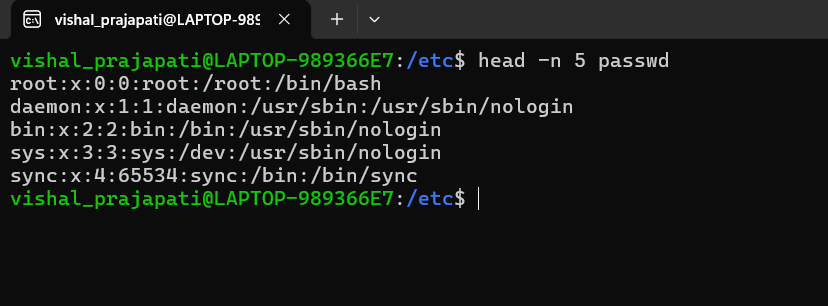 vishal_prajapati@LAPTOP-989
vishal_prajapati@LAPTOP-989366E7:/etc$ head -n 5 passwd
root:x:0:0:root:/root:/bin/bash
daemon:x:1:1:daemon:/usr/sbin:/usr/sbin/nologin
bin:x:2:2:bin:/bin:/usr/sbin/nologin
sys:x:3:3:sys:/dev:/usr/sbin/nologin
sync:x:4:65534:sync:/bin:/bin/sync
vishal_prajapati@LAPTOP-989366E7:/etc$